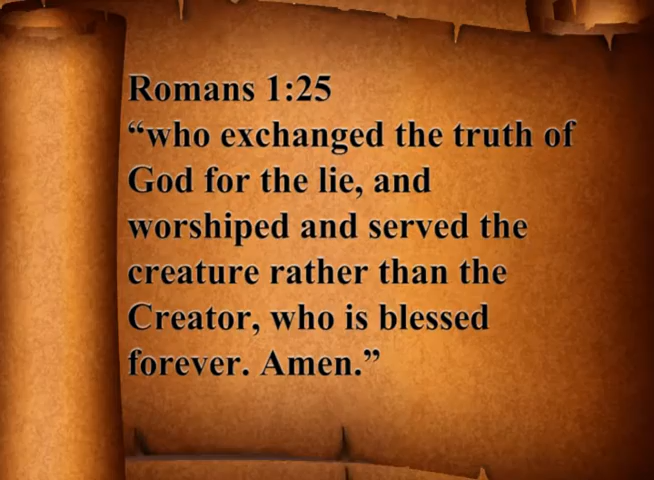 Romans 1:25
“who exchanged the truth of
God for the lie, and
worshiped and served the
creature rather than the
Creator, who is blessed
forever. Amen.”